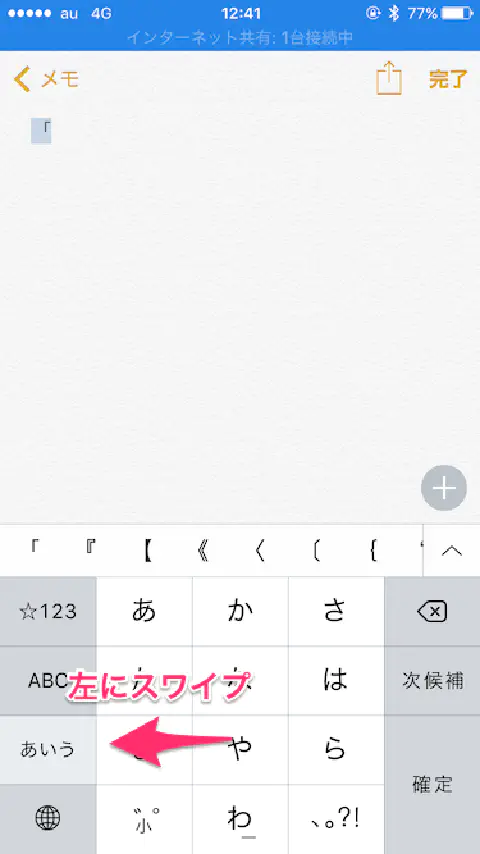 au 4G 12:41 77%
インターネット共有: 1台接続中
メモ 完了
「
「 『 【 《 〈 〔 {
☆123 あ か さ
ABC は 次候補
左にスワイプ
あいう や ら
確定
小 わ 、。?!